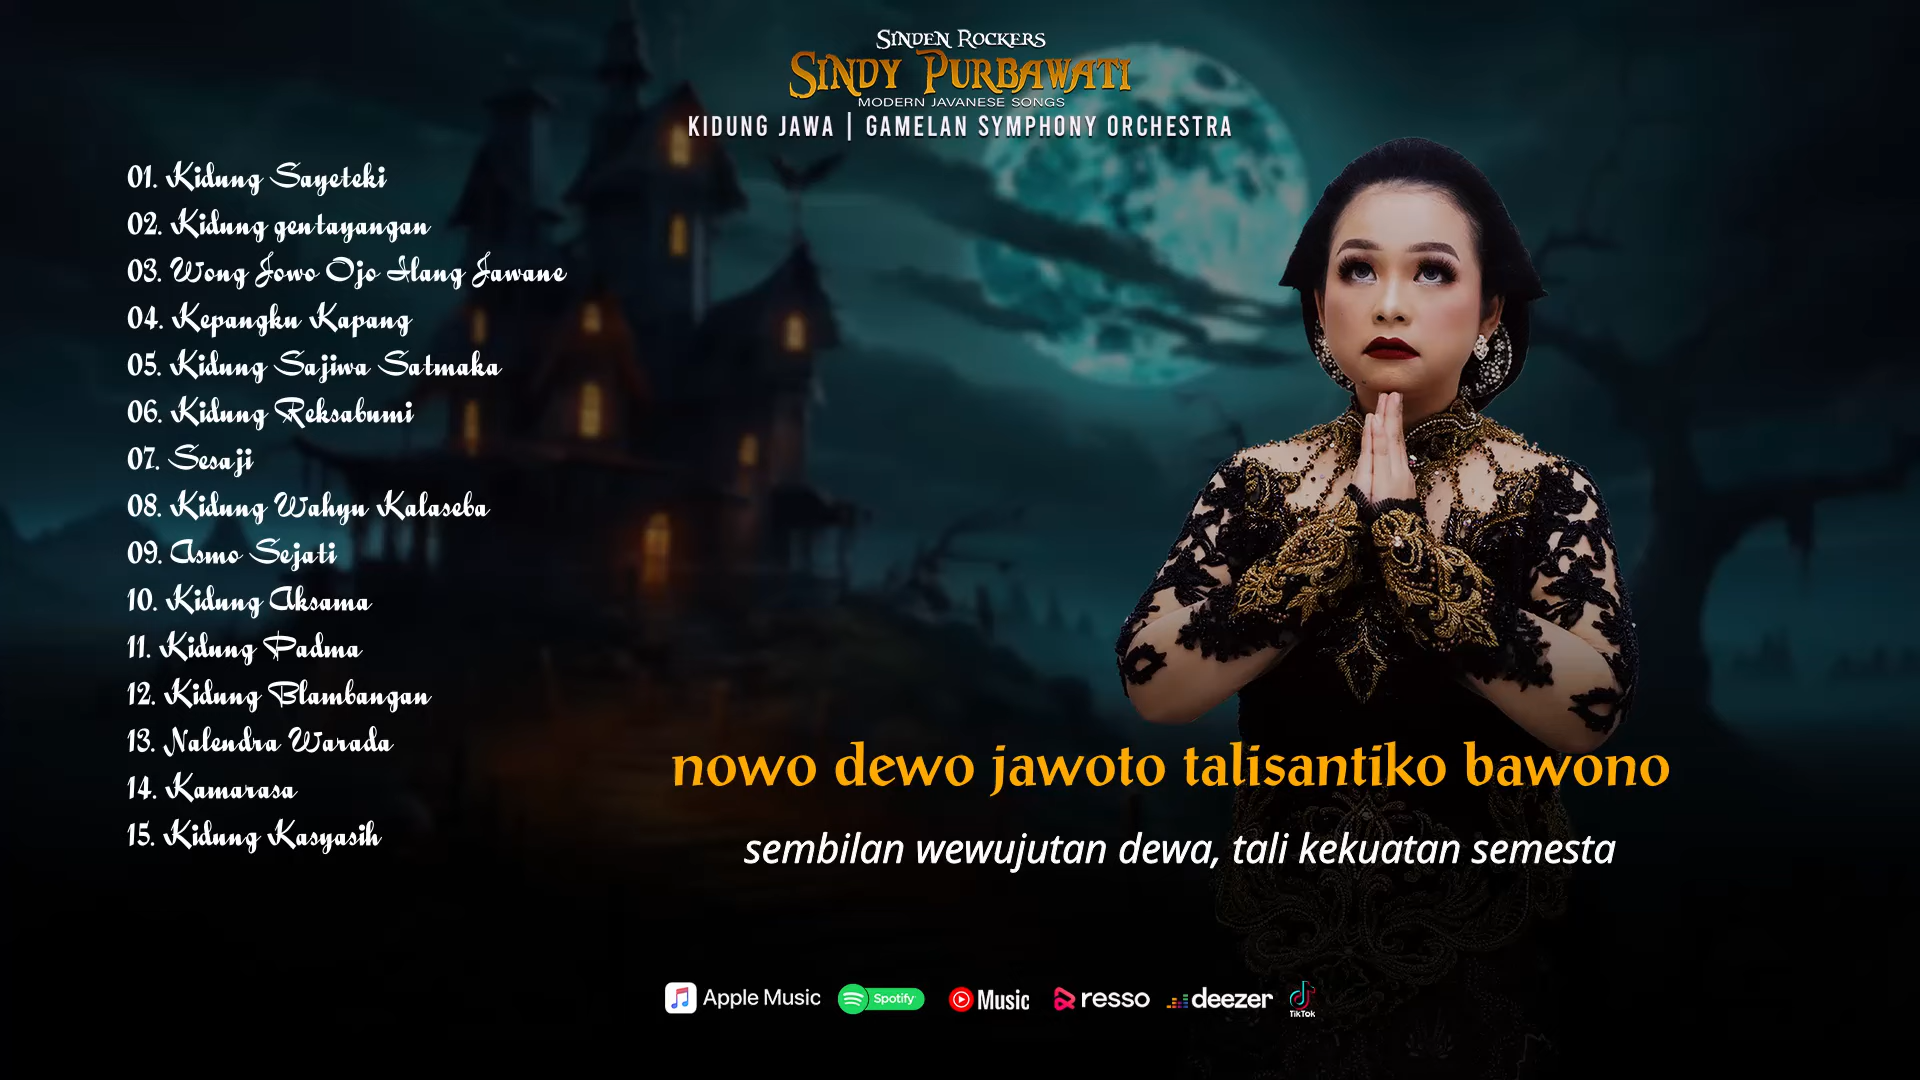 SINDEN ROCKERS
SINDY PURBAWATI
MODERN JAVANESE SONGS
KIDUNG JAWA | GAMELAN SYMPHONY ORCHESTRA
01. Kidung Sayeteki
02. Kidung gentayangan
03. Wong Jowo Ojo Ilang Jawane
04. Kepangku Kapang
05. Kidung Sajiwa Satmaka
06. Kidung Reksabumi
07. Sesaji
08. Kidung Wahyu Kalaseba
09. Asmo Sejati
10. Kidung Aksama
11. Kidung Padma
12. Kidung Blambangan
13. Nalendra Warada
14. Kamarasa
15. Kidung Kasyasih
nowo dewo jawoto talisantiko bawono
sembilan wewujutan dewa, tali kekuatan semesta
Apple Music Spotify Music resso deezer TikTok